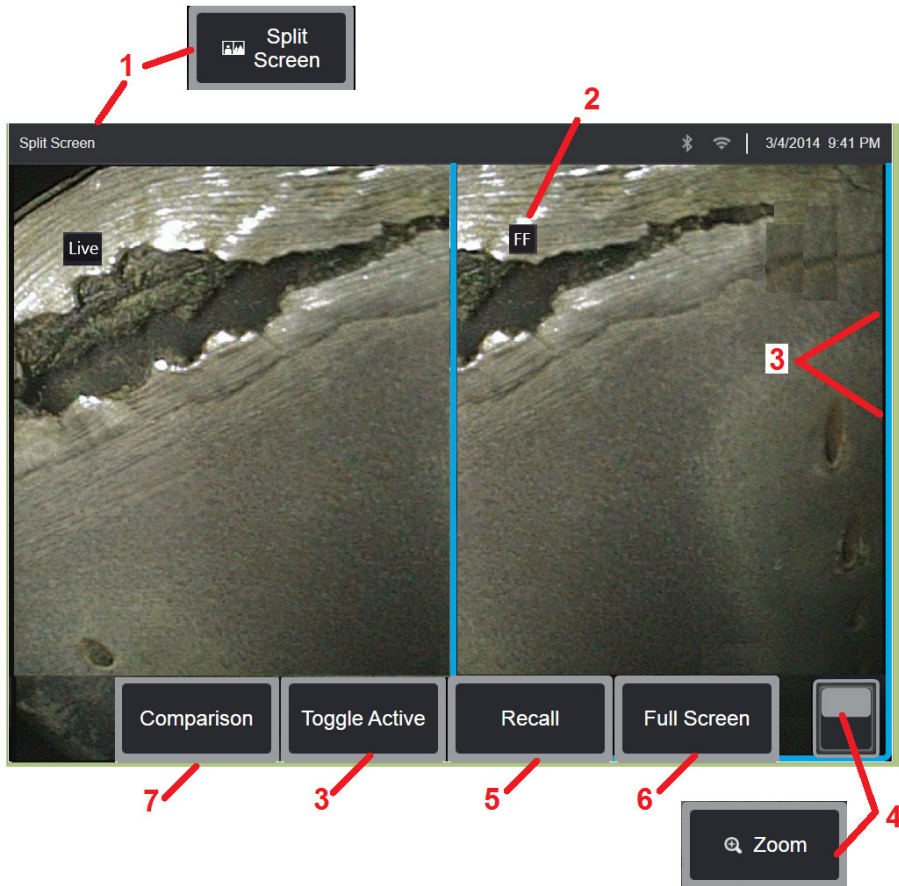 Split
Screen
1
2
Split Screen
3/4/2014 9:41 PM
Live
FF
3
Comparison
Toggle Active
Recall
Full Screen
7
3
5
6
4
Zoom